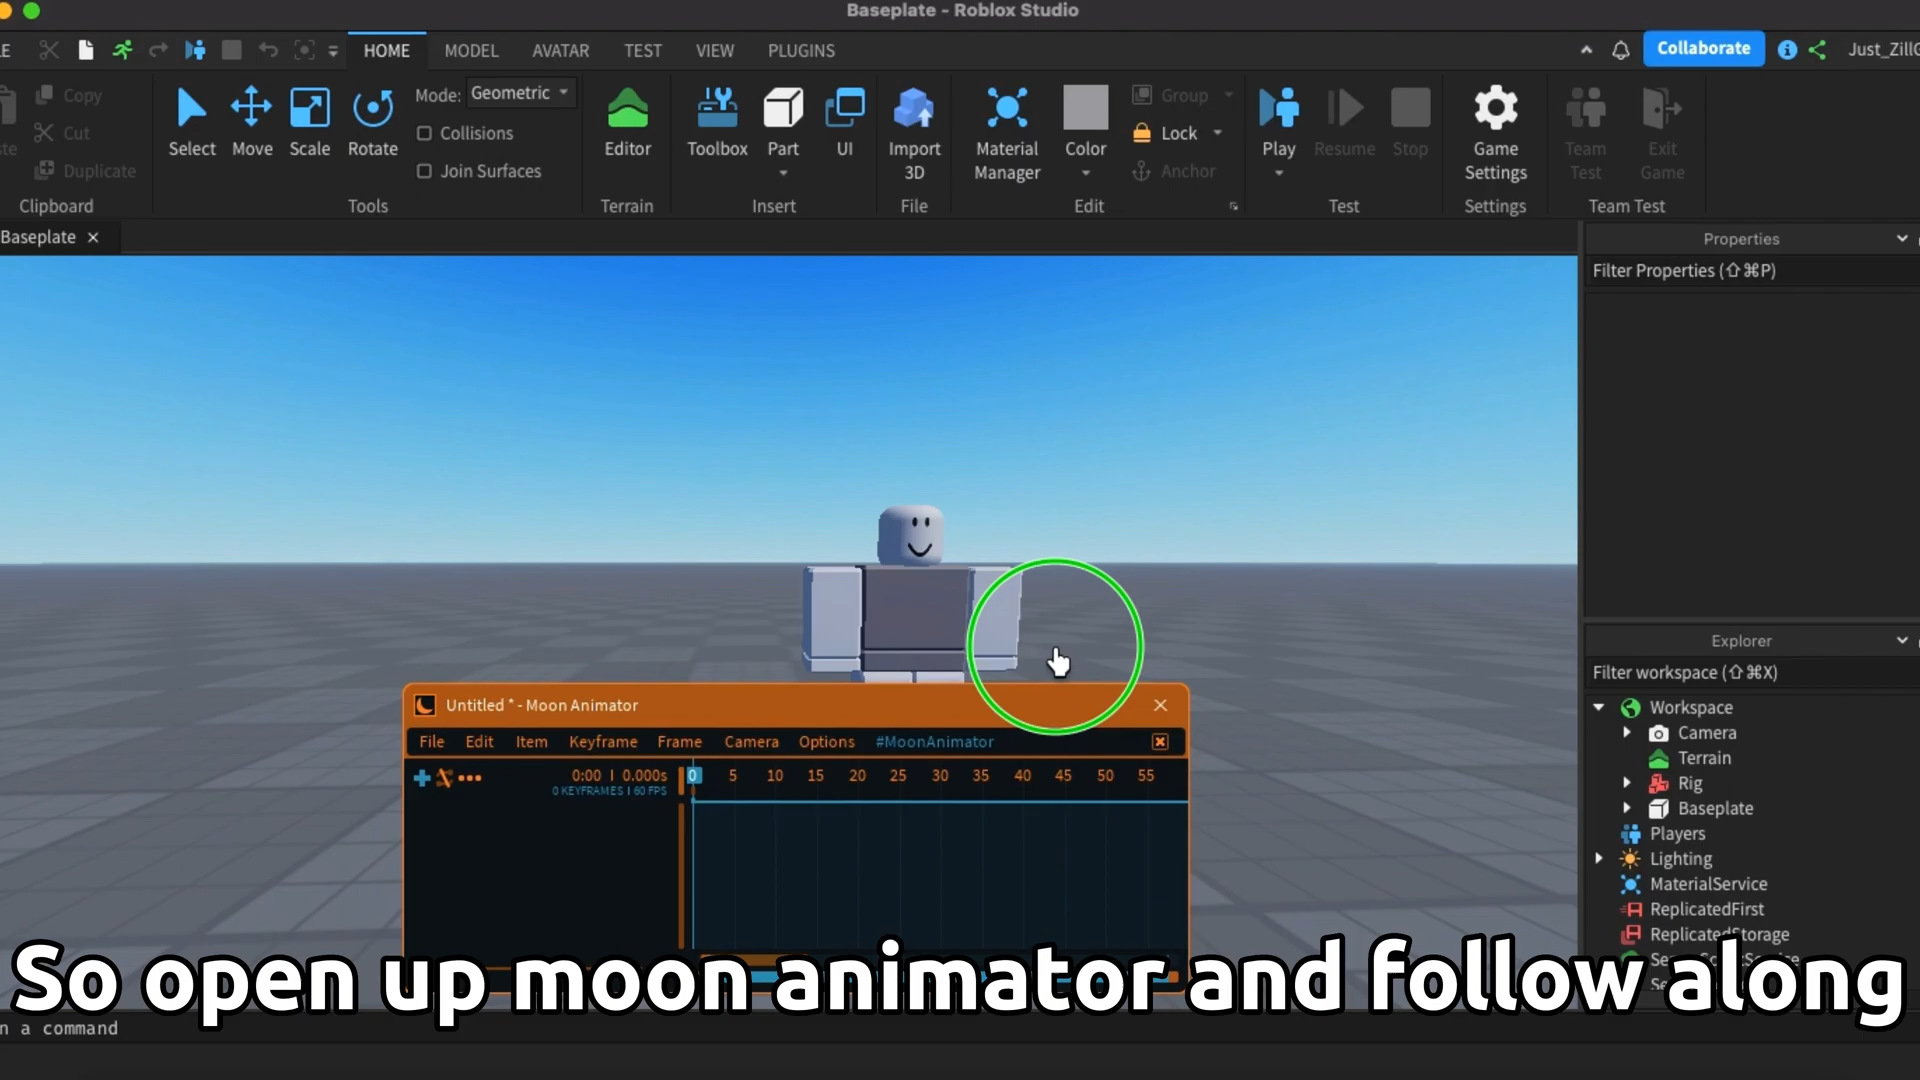 Baseplate - Roblox Studio
HOME MODEL AVATAR TEST VIEW PLUGINS
Collaborate
Copy
Cut
Duplicate
Clipboard
Select Move Scale Rotate
Mode: Geometric
Collisions
Join Surfaces
Tools
Editor
Terrain
Toolbox Part UI
Insert
Import
3D
File
Material
Manager
Color
Group
Lock
Anchor
Edit
Play Resume Stop
Test
Game
Settings
Settings
Team
Test
Exit
Game
Team Test
Baseplate
Properties
Filter Properties (⇧⌘P)
Explorer
Filter workspace (⇧⌘X)
Workspace
Camera
Terrain
Rig
Baseplate
Players
Lighting
MaterialService
ReplicatedFirst
ReplicatedStorage
Untitled * - Moon Animator
File Edit Item Keyframe Frame Camera Options #MoonAnimator
0:00 | 0.000s
0 KEYFRAMES | 60 FPS
0 5 10 15 20 25 30 35 40 45 50 55
So open up moon animator and follow along
n a command